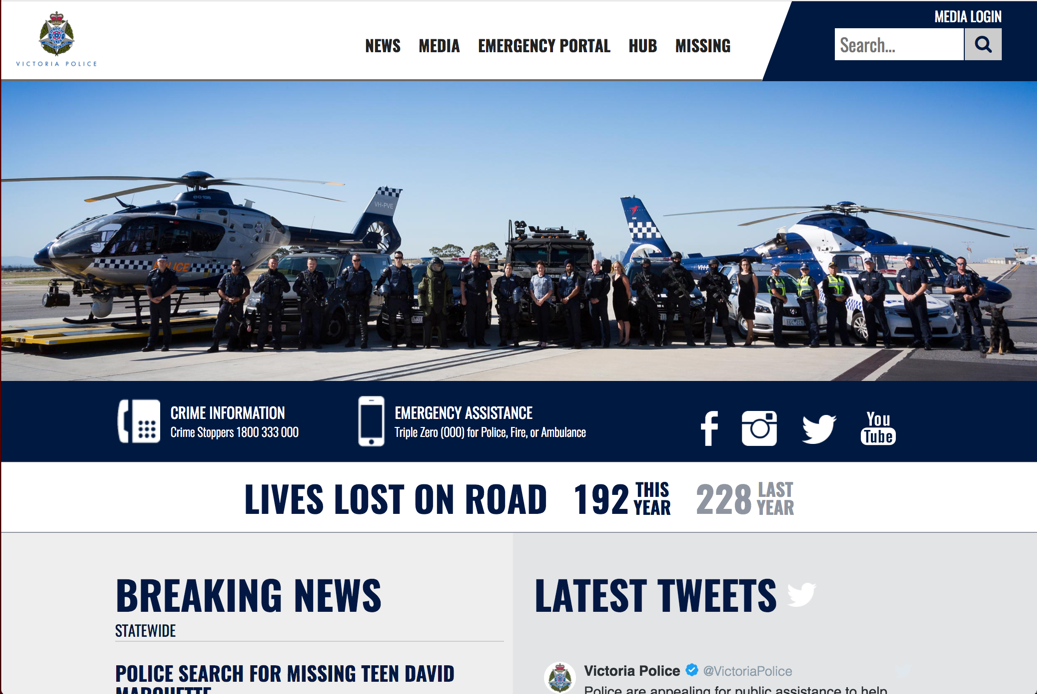 VICTORIA POLICE
NEWS MEDIA EMERGENCY PORTAL HUB MISSING
MEDIA LOGIN
Search...
POLICE
CRIME INFORMATION
Crime Stoppers 1800 333 000
EMERGENCY ASSISTANCE
Triple Zero (000) for Police, Fire, or Ambulance
You
Tube
LIVES LOST ON ROAD 192 THIS YEAR 228 LAST YEAR
BREAKING NEWS
STATEWIDE
POLICE SEARCH FOR MISSING TEEN DAVID
MARQUETTE
LATEST TWEETS
Victoria Police @VictoriaPolice
Police are appealing for public assistance to help